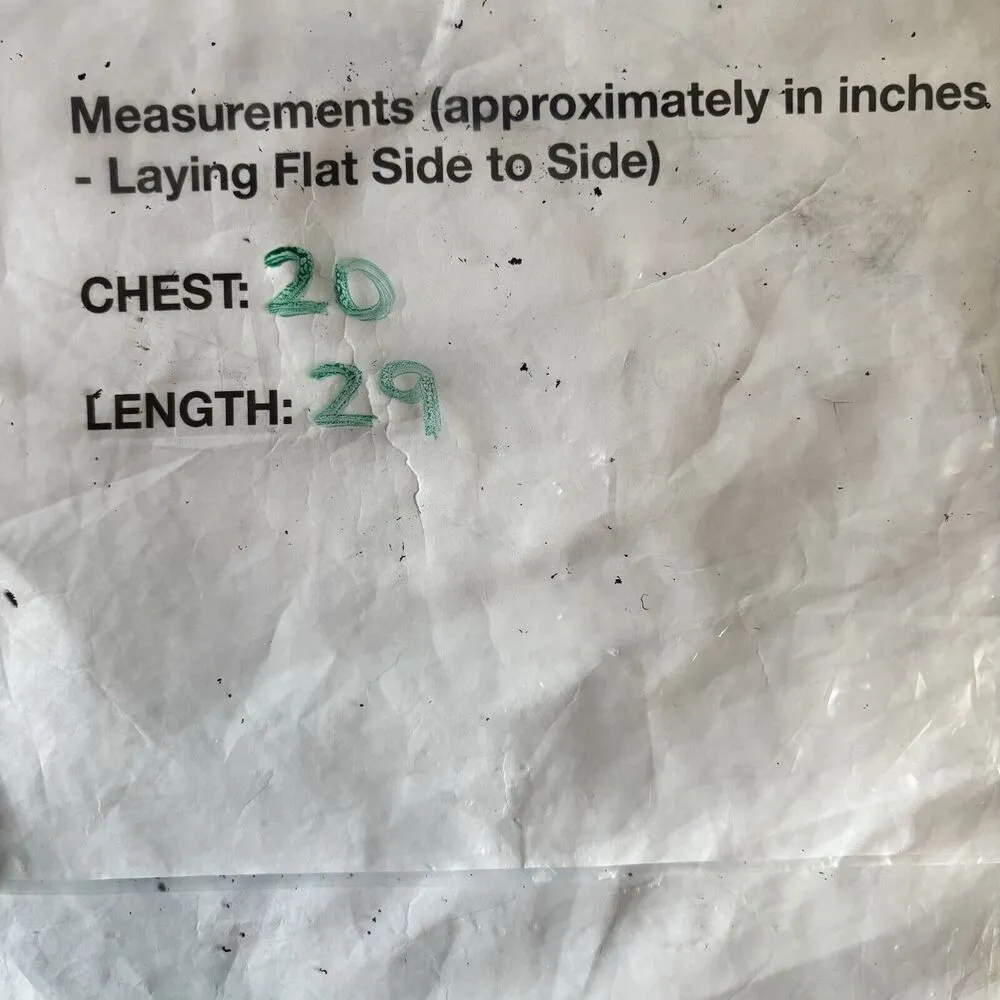 Measurements (approximately in inches
- Laying Flat Side to Side)
CHEST: 20
LENGTH: 29